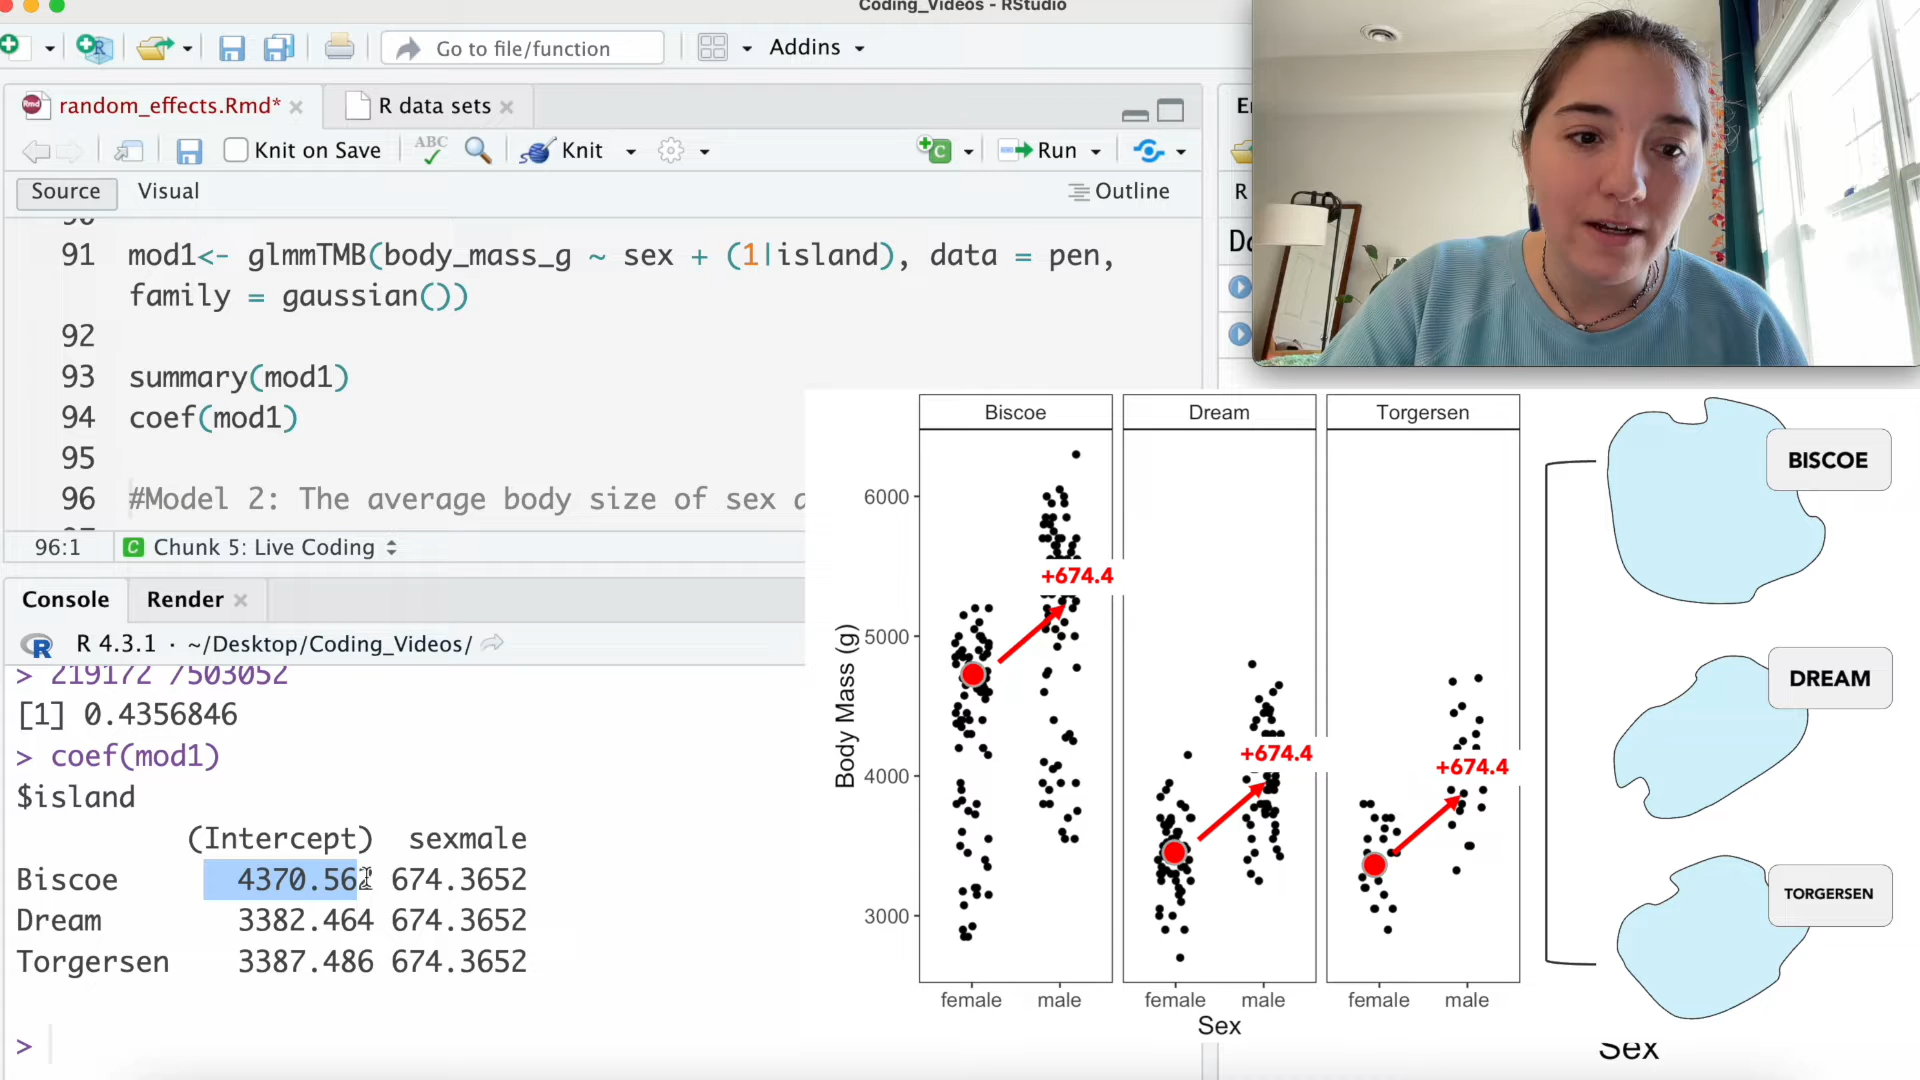 Coding_Videos - RStudio
Go to file/function
Addins
random_effects.Rmd*
R data sets
Knit on Save
ABC
Knit
Run
Source
Visual
Outline
91 mod1<- glmmTMB(body_mass_g ~ sex + (1|island), data = pen,
family = gaussian())
92
93 summary(mod1)
94 coef(mod1)
95
96 #Model 2: The average body size of sex a
96:1
Chunk 5: Live Coding
Console
Render
R 4.3.1 · ~/Desktop/Coding_Videos/
> 219172 /503052
[1] 0.4356846
> coef(mod1)
$island
(Intercept) sexmale
Biscoe 4370.562 674.3652
Dream 3382.464 674.3652
Torgersen 3387.486 674.3652
>
Biscoe
Dream
Torgersen
6000
5000
4000
3000
Body Mass (g)
+674.4
+674.4
+674.4
female
male
female
male
female
male
Sex
BISCOE
DREAM
TORGERSEN
Sex